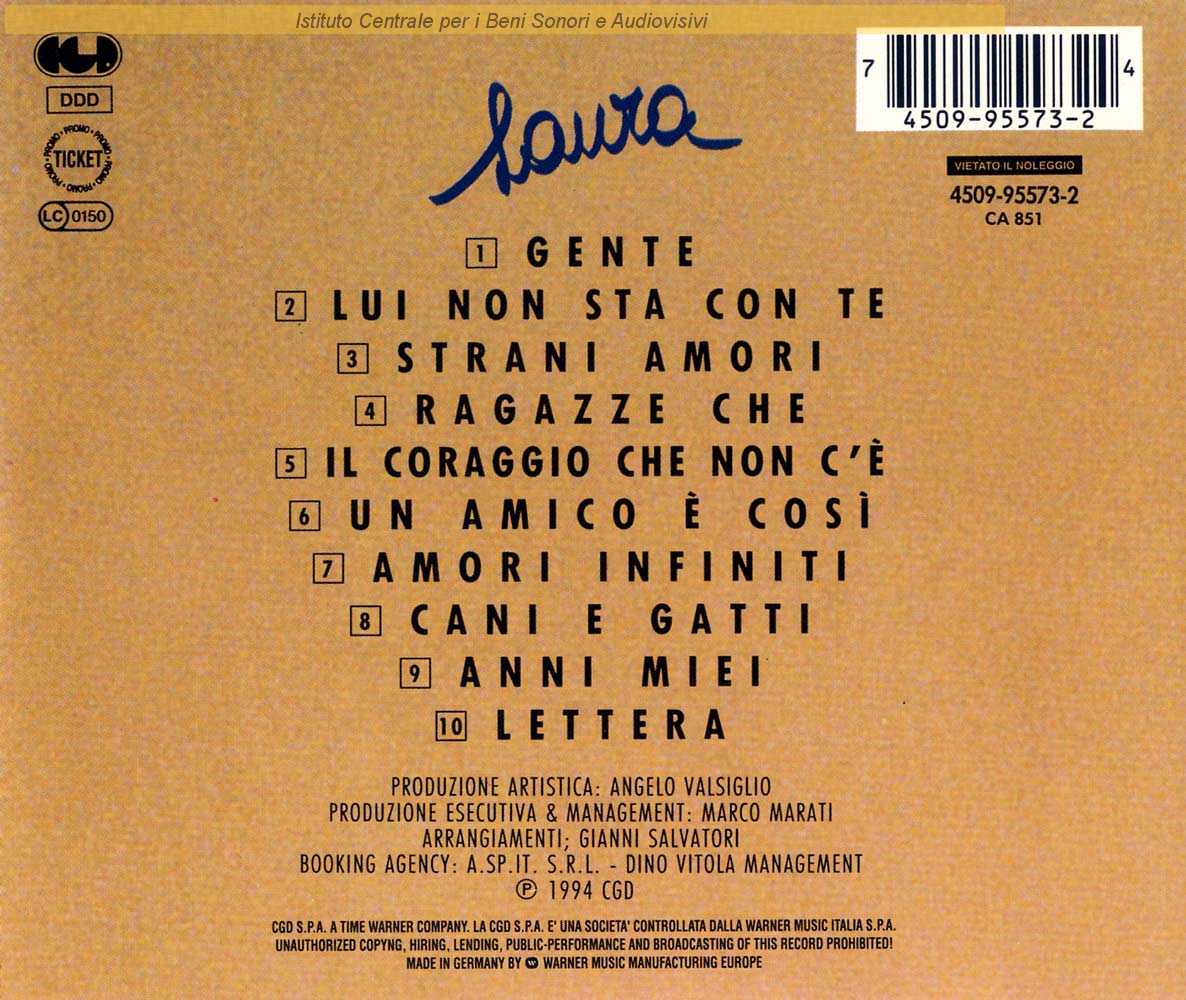 Istituto Centrale per i Beni Sonori e Audiovisivi
CGD
DDD
PROMO • PROMO • PROMO • PROMO • PROMO
TICKET
LC 0150
Laura
7 4509-95573-2 4
VIETATO IL NOLEGGIO
4509-95573-2
CA 851
1 GENTE
2 LUI NON STA CON TE
3 STRANI AMORI
4 RAGAZZE CHE
5 IL CORAGGIO CHE NON C'È
6 UN AMICO È COSÌ
7 AMORI INFINITI
8 CANI E GATTI
9 ANNI MIEI
10 LETTERA
PRODUZIONE ARTISTICA: ANGELO VALSIGLIO
PRODUZIONE ESECUTIVA & MANAGEMENT: MARCO MARATI
ARRANGIAMENTI; GIANNI SALVATORI
BOOKING AGENCY: A.SP.IT. S.R.L. - DINO VITOLA MANAGEMENT
℗ 1994 CGD
CGD S.P.A. A TIME WARNER COMPANY. LA CGD S.P.A. E' UNA SOCIETA' CONTROLLATA DALLA WARNER MUSIC ITALIA S.P.A.
UNAUTHORIZED COPYNG, HIRING, LENDING, PUBLIC-PERFORMANCE AND BROADCASTING OF THIS RECORD PROHIBITED!
MADE IN GERMANY BY WARNER MUSIC MANUFACTURING EUROPE